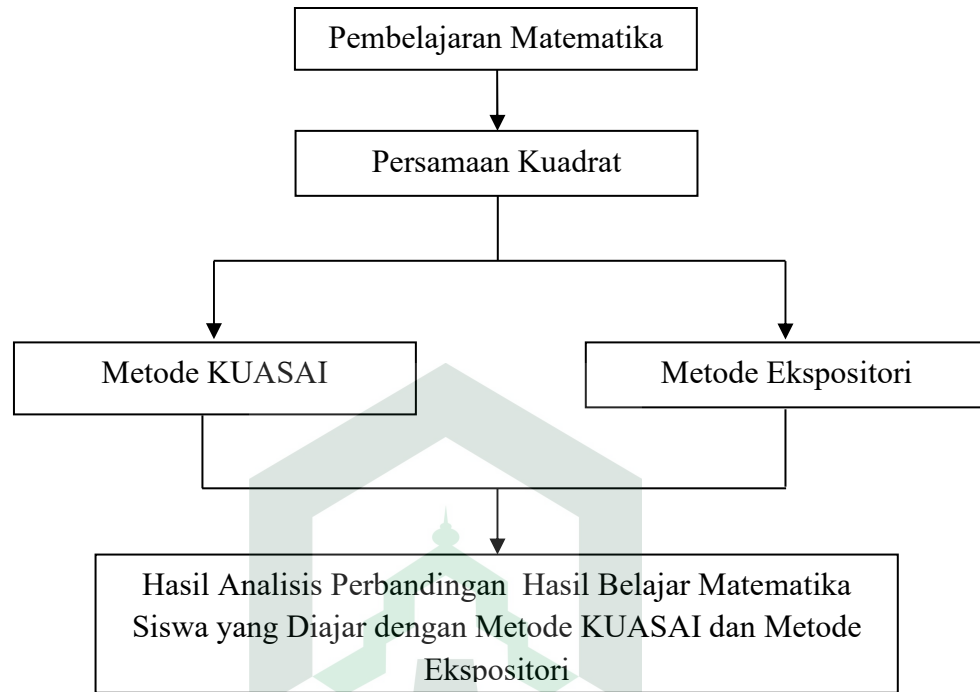 Pembelajaran Matematika
Persamaan Kuadrat
Metode KUASAI
Metode Ekspositori
Hasil Analisis Perbandingan Hasil Belajar Matematika
Siswa yang Diajar dengan Metode KUASAI dan Metode
Ekspositori